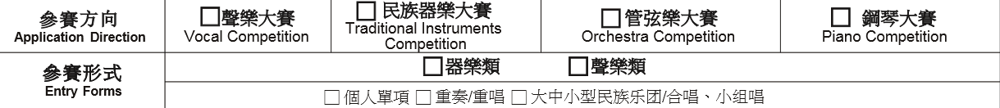 參賽方向
Application Direction
□聲樂大賽
Vocal Competition
□ 民族器樂大賽
Traditional Instruments
Competition
□管弦樂大賽
Orchestra Competition
□ 鋼琴大賽
Piano Competition
參賽形式
Entry Forms
□器樂類 □聲樂類
□ 個人單項 □ 重奏/重唱 □ 大中小型民族乐团/合唱、小组唱